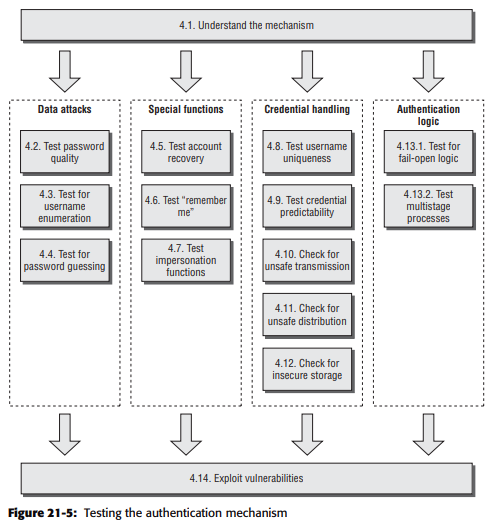 4.1. Understand the mechanism
Data attacks
4.2. Test password
quality
4.3. Test for
username
enumeration
4.4. Test for
password guessing
Special functions
4.5. Test account
recovery
4.6. Test “remember
me”
4.7. Test
impersonation
functions
Credential handling
4.8. Test username
uniqueness
4.9. Test credential
predictability
4.10. Check for
unsafe transmission
4.11. Check for
unsafe distribution
4.12. Check for
insecure storage
Authentication
logic
4.13.1. Test for
fail-open logic
4.13.2. Test
multistage
processes
4.14. Exploit vulnerabilities
Figure 21-5: Testing the authentication mechanism